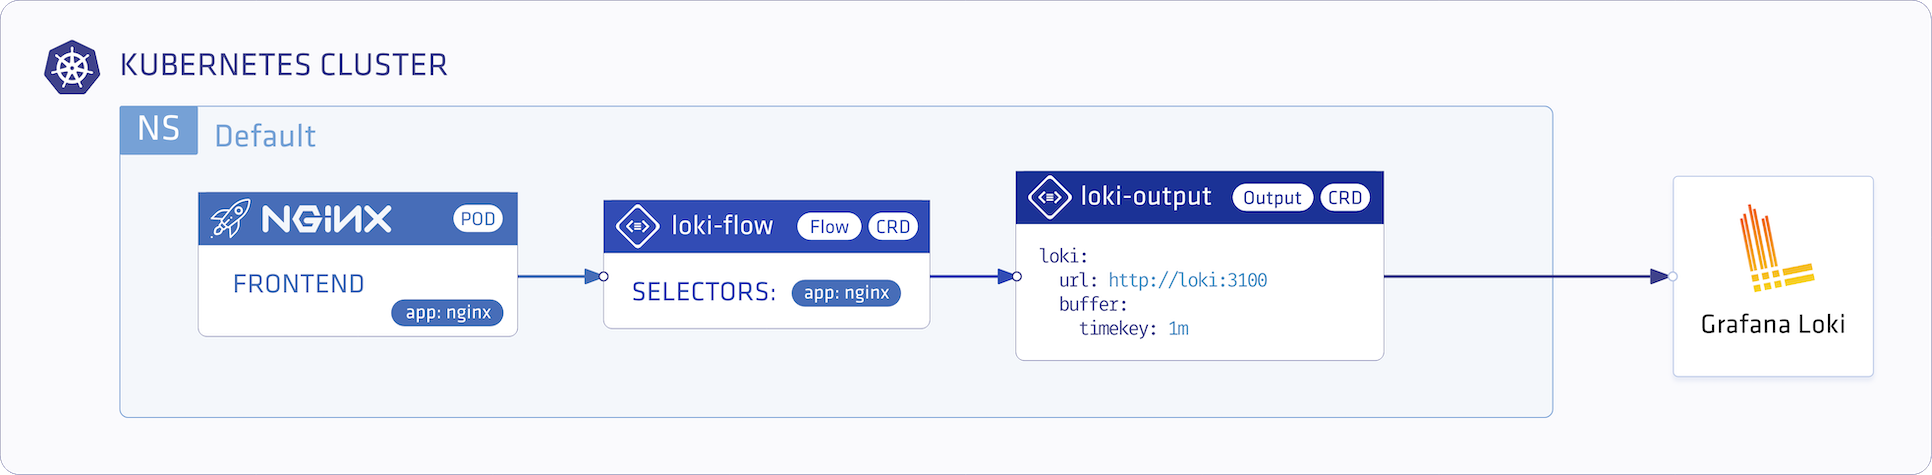 KUBERNETES CLUSTER
NS
Default
NGINX
POD
FRONTEND
app: nginx
loki-flow
Flow
CRD
SELECTORS:
app: nginx
loki-output
Output
CRD
loki:
url: http://loki:3100
buffer:
timekey: 1m
Grafana Loki